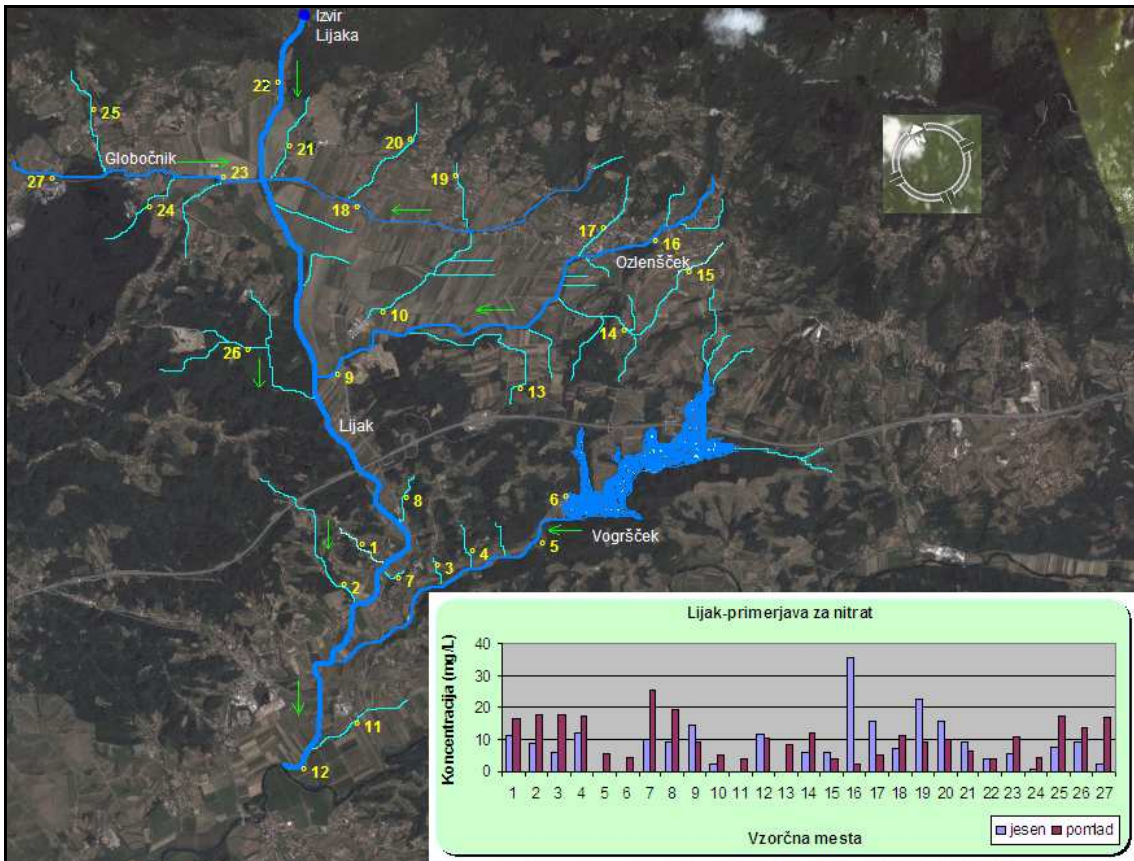 Izvir
Lijaka
22
25
21
20
Globočnik
23
19
27
24
18
17
16
Ozlenšček
15
10
14
26
9
13
Lijak
8
6
Vogršček
5
1
4
3
7
2
11
12
Lijak-primerjava za nitrat
Koncentracija (mg/L)
40
30
20
10
0
1 2 3 4 5 6 7 8 9 10 11 12 13 14 15 16 17 18 19 20 21 22 23 24 25 26 27
Vzorčna mesta
jesen pomlad